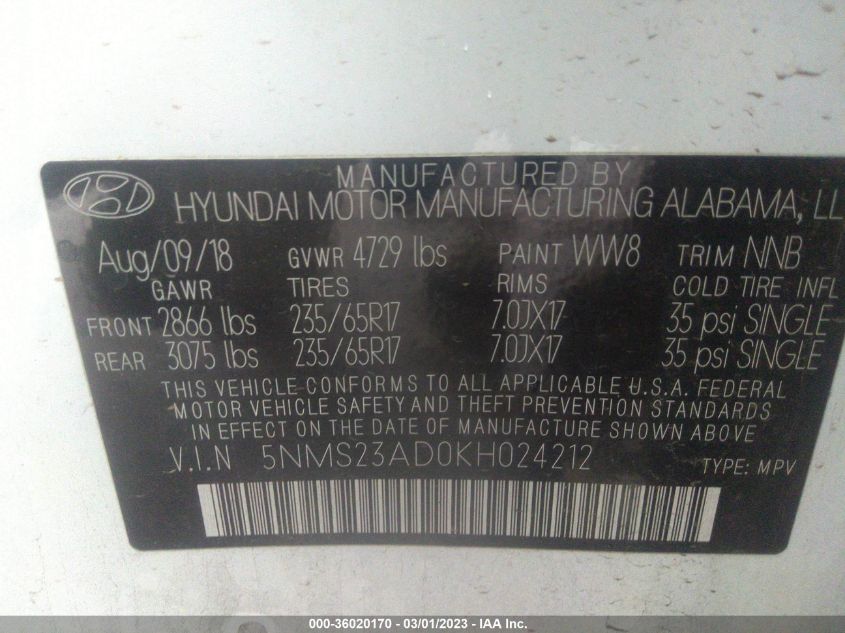 MANUFACTURED BY
HYUNDAI MOTOR MANUFACTURING ALABAMA, LL
Aug/09/18 GVWR 4729 lbs PAINT WW8 TRIM NNB
GAWR TIRES RIMS COLD TIRE INFL
FRONT 2866 lbs 235/65R17 7.0JX17 35 psi SINGLE
REAR 3075 lbs 235/65R17 7.0JX17 35 psi SINGLE
THIS VEHICLE CONFORMS TO ALL APPLICABLE U.S.A. FEDERAL
MOTOR VEHICLE SAFETY AND THEFT PREVENTION STANDARDS
IN EFFECT ON THE DATE OF MANUFACTURE SHOWN ABOVE.
V.I.N 5NMS23AD0KH024212 TYPE: MPV
000-36020170 - 03/01/2023 - IAA Inc.